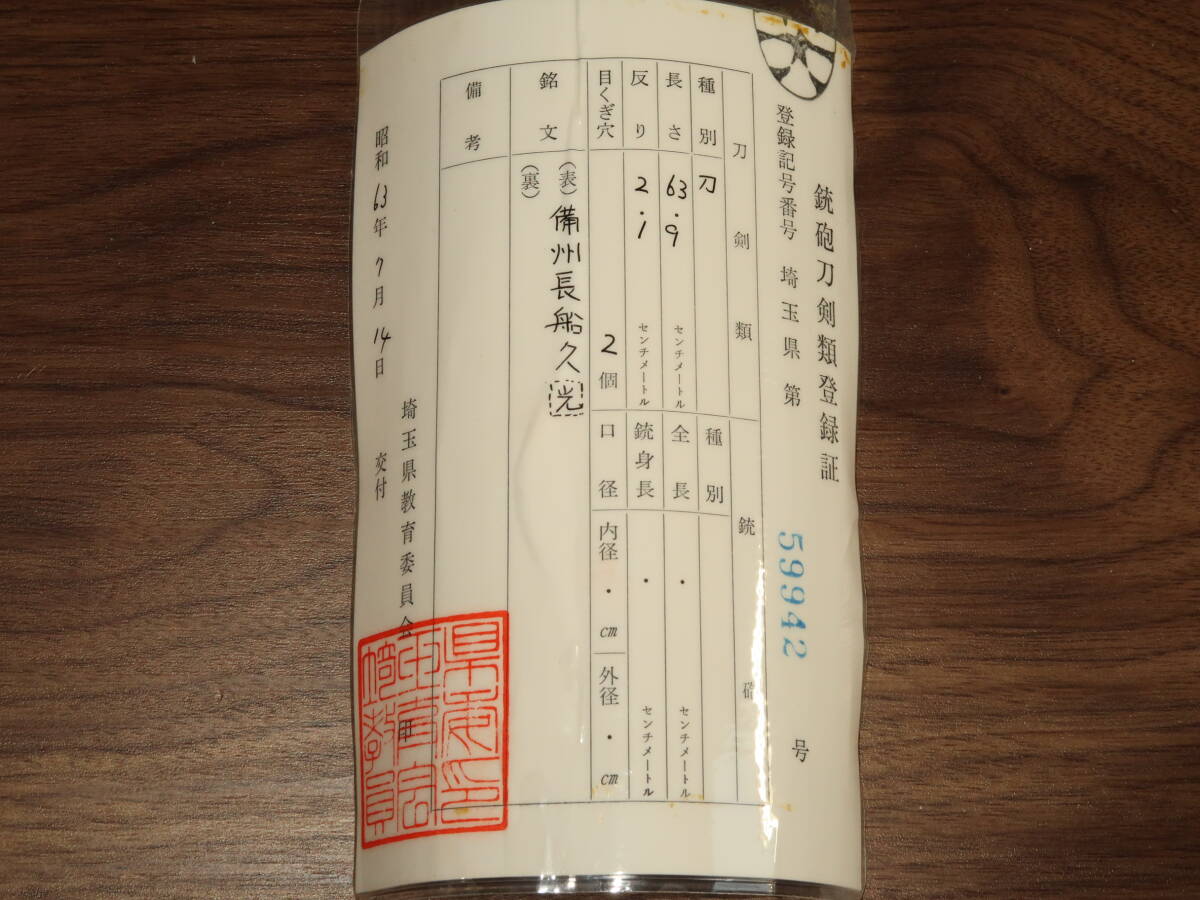 銃砲刀剣類登録証
登録記号番号 埼玉県 第 59942 号
刀剣類 銃砲
種別 刀 種別
長さ 63.9 センチメートル 全長 ・ センチメートル
反り 2.1 センチメートル 銃身長 ・ センチメートル
目くぎ穴 2個 口径 内径 ・ cm 外径 ・ cm
銘文 (表) 備州長船久光
(裏)
備考
昭和63年7月14日 交付
埼玉県教育委員会 印